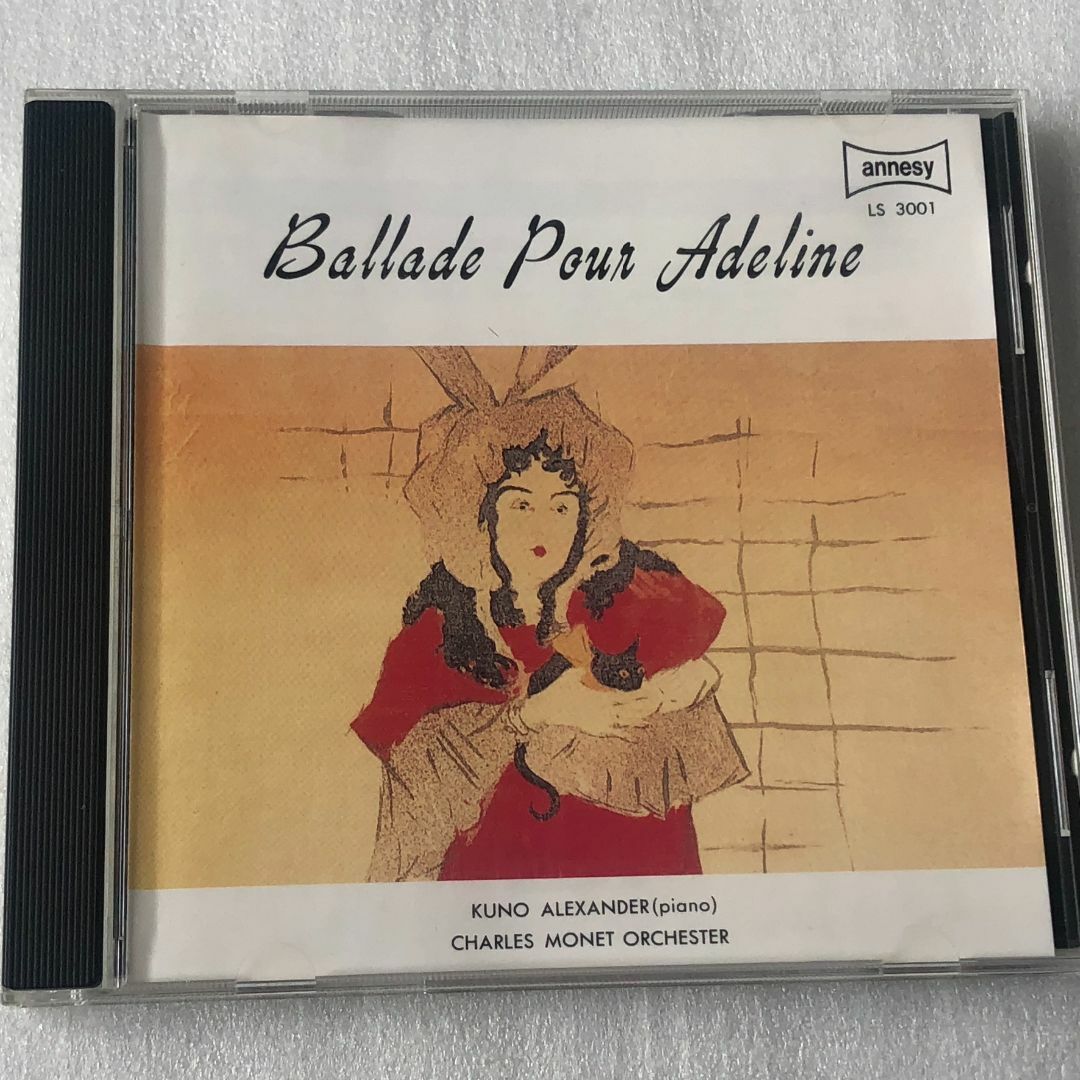 annesy
LS 3001
Ballade Pour Adeline
KUNO ALEXANDER(piano)
CHARLES MONET ORCHESTER